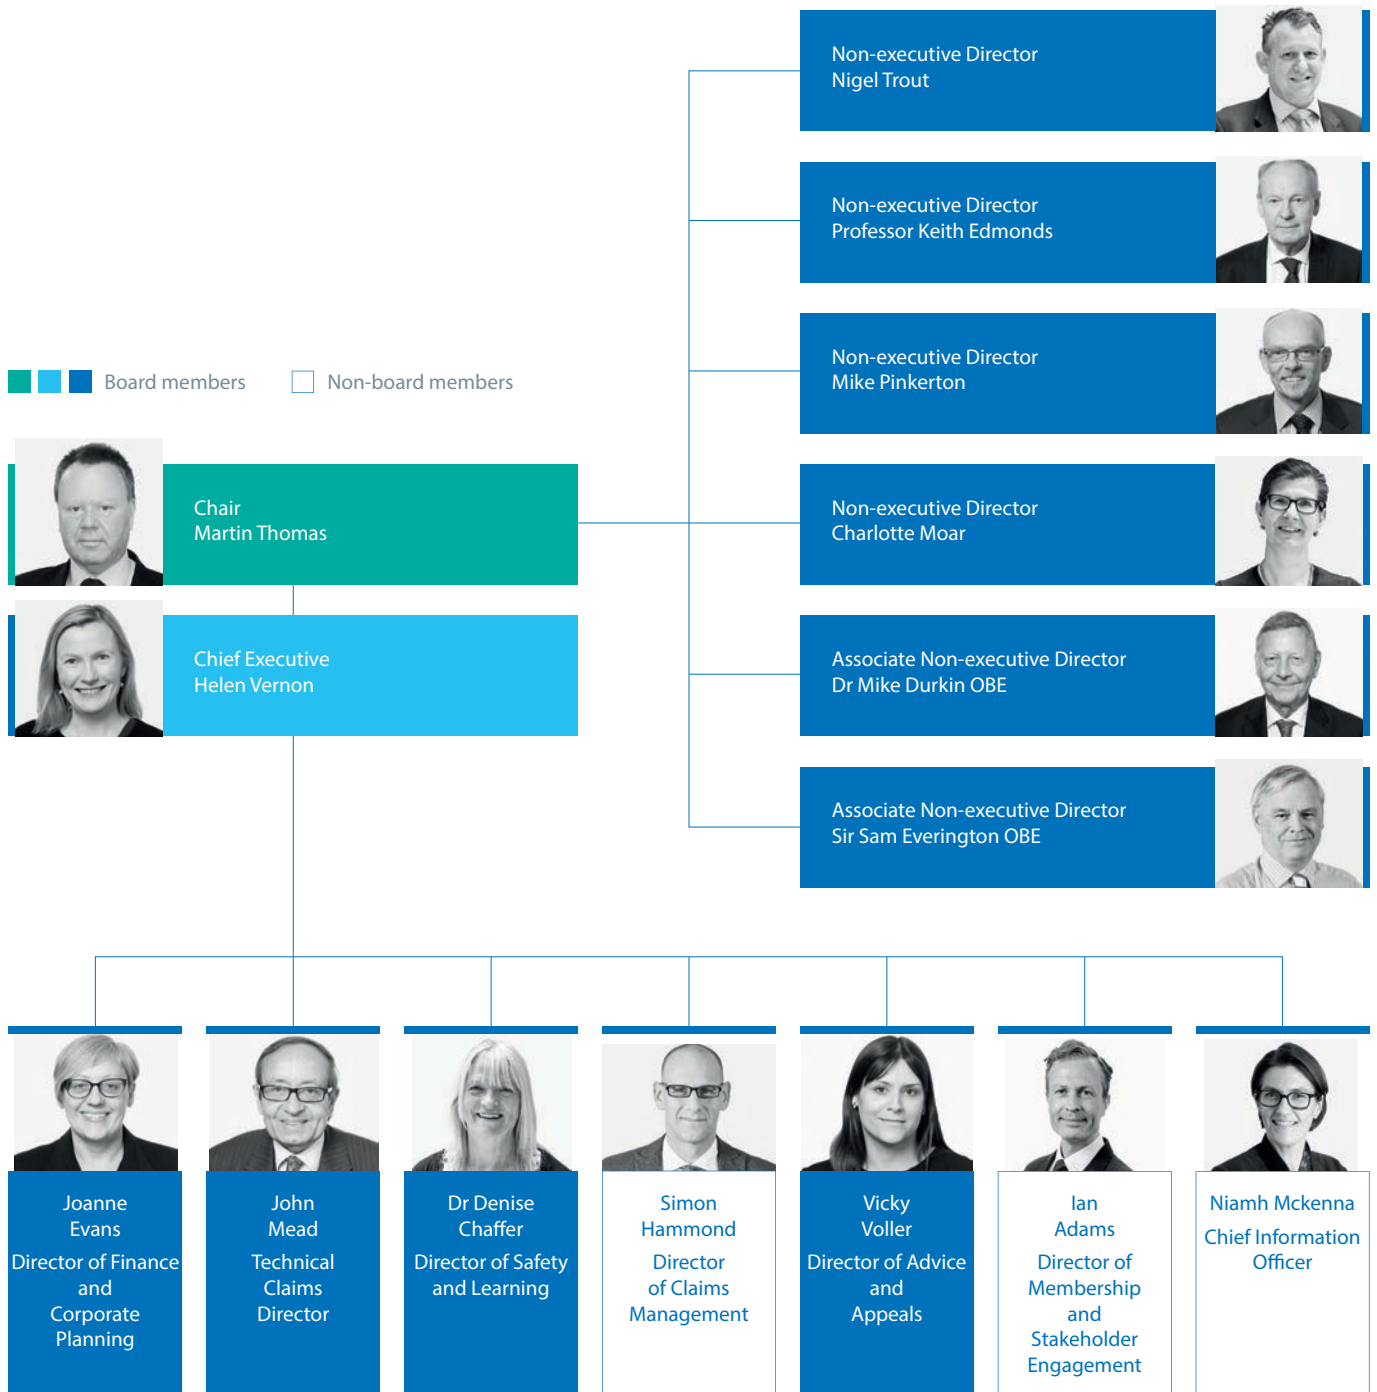 Non-executive Director
Nigel Trout
Non-executive Director
Professor Keith Edmonds
Non-executive Director
Mike Pinkerton
Board members
Non-board members
Chair
Martin Thomas
Non-executive Director
Charlotte Moar
Chief Executive
Helen Vernon
Associate Non-executive Director
Dr Mike Durkin OBE
Associate Non-executive Director
Sir Sam Everington OBE
Joanne
Evans
Director of Finance
and
Corporate
Planning
John
Mead
Technical
Claims
Director
Dr Denise
Chaffer
Director of Safety
and Learning
Simon
Hammond
Director
of Claims
Management
Vicky
Voller
Director of Advice
and
Appeals
Ian
Adams
Director of
Membership
and
Stakeholder
Engagement
Niamh Mckenna
Chief Information
Officer